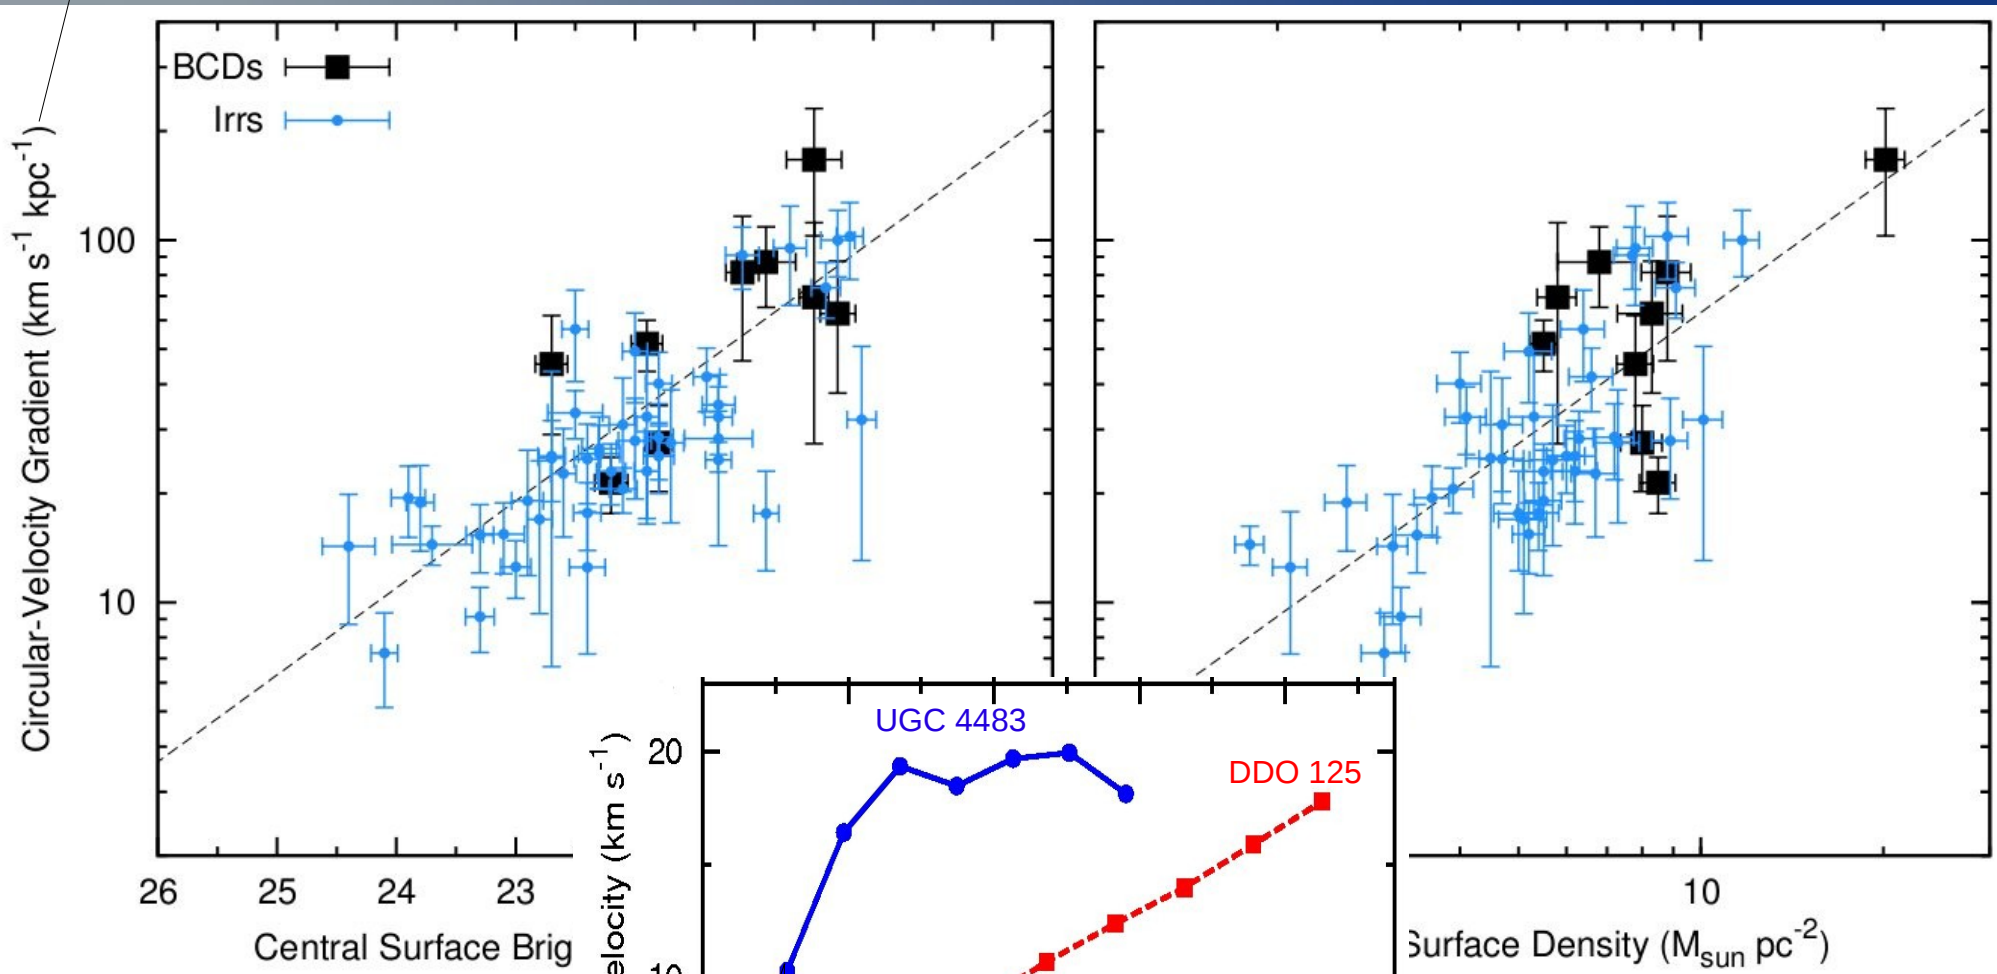 BCDs
Irrs
Circular-Velocity Gradient (km s⁻¹ kpc⁻¹)
100
10
26 25 24 23
Central Surface Brig
UGC 4483
DDO 125
20
elocity (km s⁻¹)
10
10
Surface Density (Msun pc⁻²)